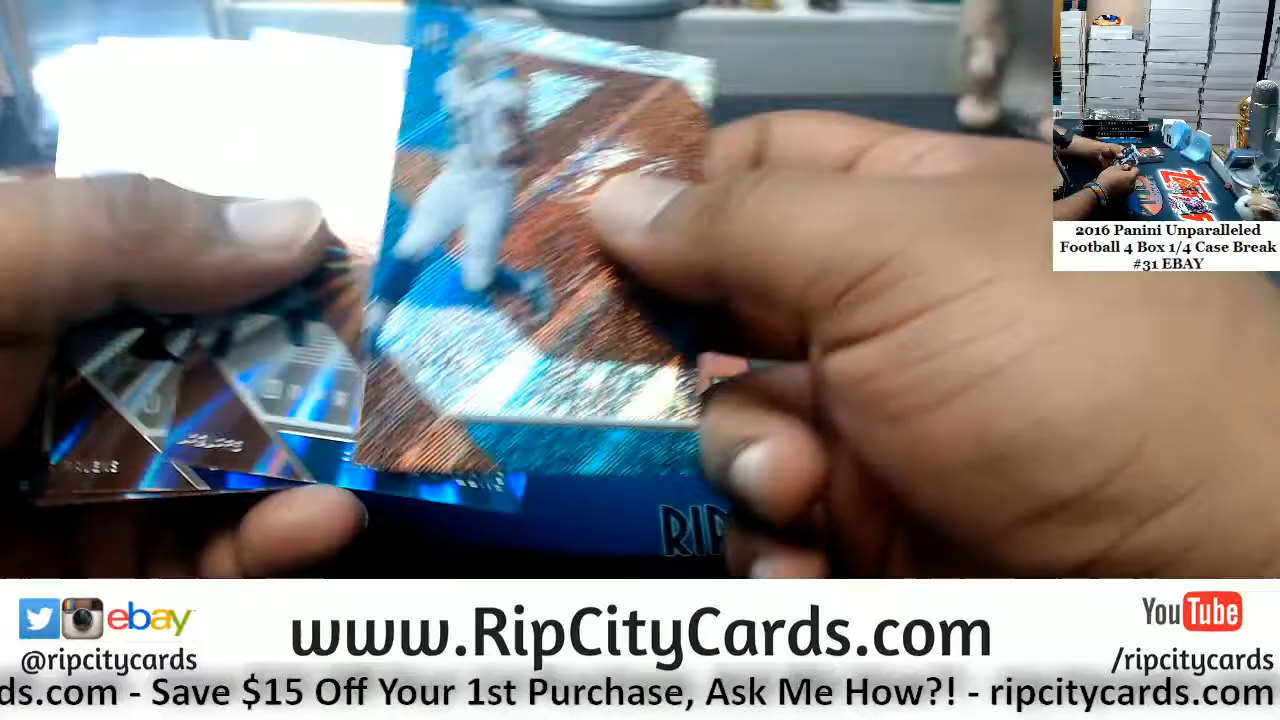 2016 Panini Unparalleled
Football 4 Box 1/4 Case Break
#31 EBAY
RIP
ebay
@ripcitycards
www.RipCityCards.com
YouTube
/ripcitycards
ds.com - Save $15 Off Your 1st Purchase, Ask Me How?! - ripcitycards.com